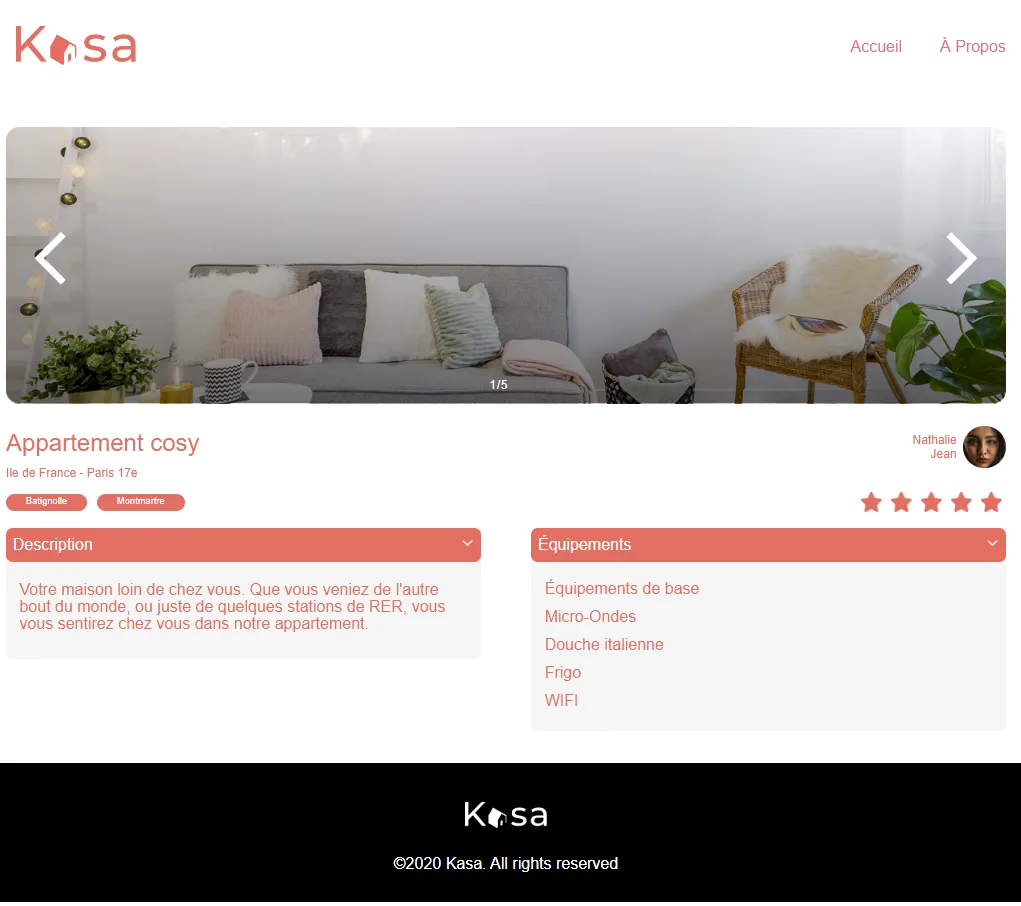 Kasa
Accueil
À Propos
1/5
Appartement cosy
Ile de France - Paris 17e
Batignolle
Montmartre
Nathalie
Jean
Description
Votre maison loin de chez vous. Que vous veniez de l'autre
bout du monde, ou juste de quelques stations de RER, vous
vous sentirez chez vous dans notre appartement.
Équipements
Équipements de base
Micro-Ondes
Douche italienne
Frigo
WIFI
Kasa
©2020 Kasa. All rights reserved